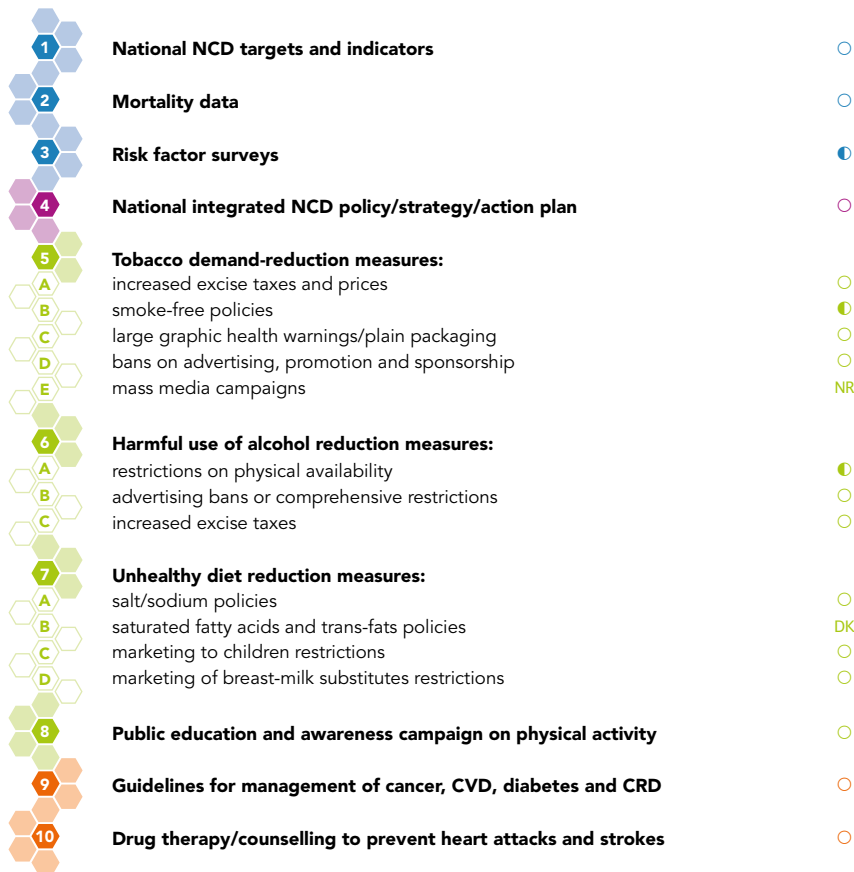 1 National NCD targets and indicators ○
2 Mortality data ○
3 Risk factor surveys ◐
4 National integrated NCD policy/strategy/action plan ○
5 Tobacco demand-reduction measures:
A increased excise taxes and prices ○
B smoke-free policies ◐
C large graphic health warnings/plain packaging ○
D bans on advertising, promotion and sponsorship ○
E mass media campaigns NR
6 Harmful use of alcohol reduction measures:
A restrictions on physical availability ◐
B advertising bans or comprehensive restrictions ○
C increased excise taxes ○
7 Unhealthy diet reduction measures:
A salt/sodium policies ○
B saturated fatty acids and trans-fats policies DK
C marketing to children restrictions ○
D marketing of breast-milk substitutes restrictions ○
8 Public education and awareness campaign on physical activity ○
9 Guidelines for management of cancer, CVD, diabetes and CRD ○
10 Drug therapy/counselling to prevent heart attacks and strokes ○